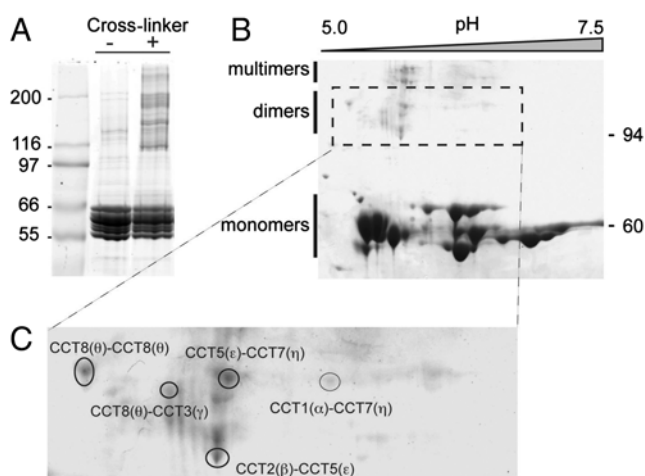 A
Cross-linker
- +
200
116
97
66
55
B
5.0 pH 7.5
multimers
dimers
monomers
- 94
- 60
C
CCT8(θ)-CCT8(θ)
CCT5(ε)-CCT7(η)
CCT8(θ)-CCT3(γ)
CCT1(α)-CCT7(η)
CCT2(β)-CCT5(ε)